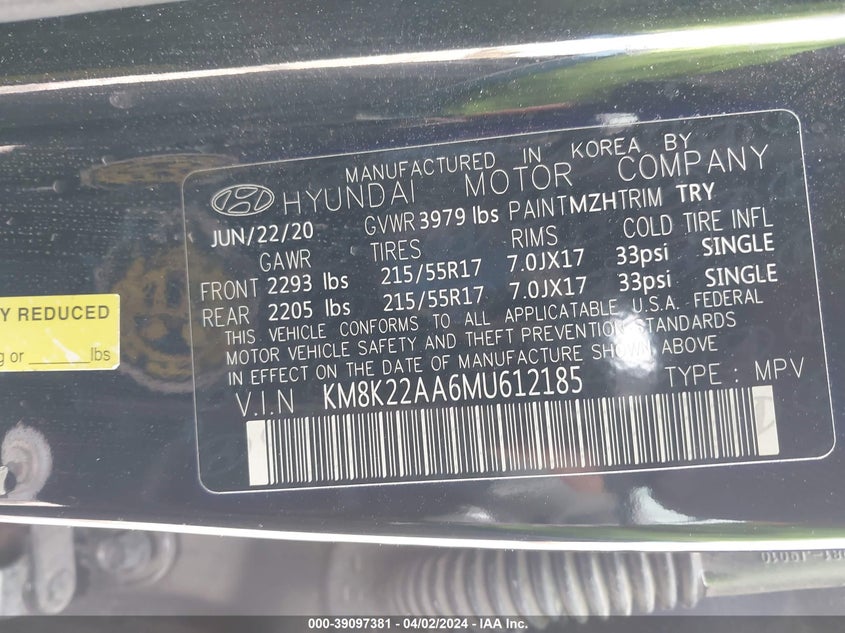 MANUFACTURED IN KOREA BY
HYUNDAI MOTOR COMPANY
JUN/22/20 GVWR 3979 lbs PAINT MZH TRIM TRY
GAWR TIRES RIMS COLD TIRE INFL
FRONT 2293 lbs 215/55R17 7.0JX17 33psi SINGLE
REAR 2205 lbs 215/55R17 7.0JX17 33psi SINGLE
THIS VEHICLE CONFORMS TO ALL APPLICATABLE U.S.A. FEDERAL
MOTOR VEHICLE SAFETY AND THEFT PREVENTION STANDARDS
IN EFFECT ON THE DATE OF MANUFACTURE SHOWN ABOVE
V.I.N KM8K22AA6MU612185 TYPE : MPV
Y REDUCED
g or ______lbs
000-39097381 - 04/02/2024 - IAA Inc.